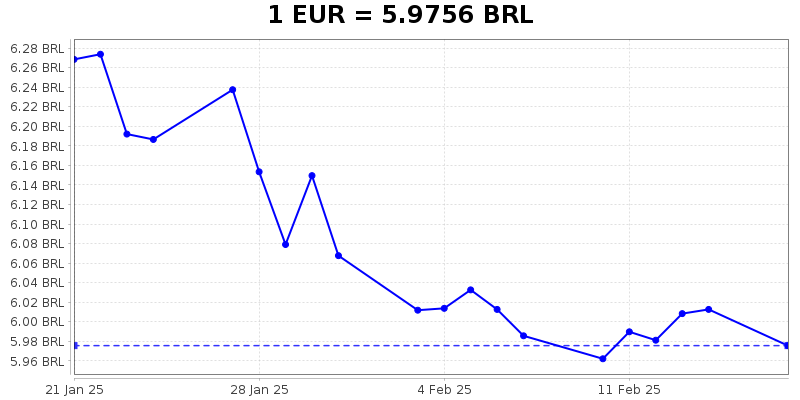 1 EUR = 5.9756 BRL
6.28 BRL
6.26 BRL
6.24 BRL
6.22 BRL
6.20 BRL
6.18 BRL
6.16 BRL
6.14 BRL
6.12 BRL
6.10 BRL
6.08 BRL
6.06 BRL
6.04 BRL
6.02 BRL
6.00 BRL
5.98 BRL
5.96 BRL
21 Jan 25 28 Jan 25 4 Feb 25 11 Feb 25